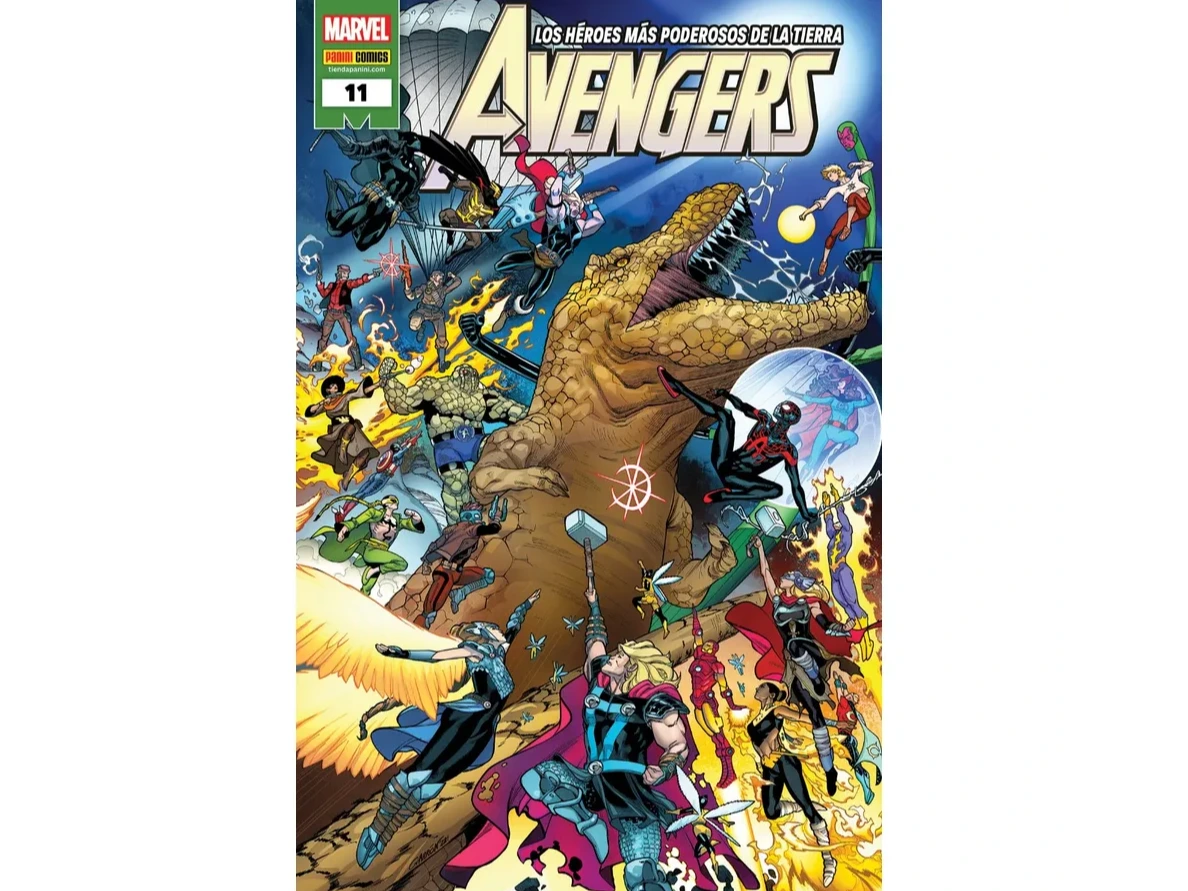 MARVEL
PANINI COMICS
tiendapanini.com
11
LOS HÉROES MÁS PODEROSOS DE LA TIERRA
AVENGERS